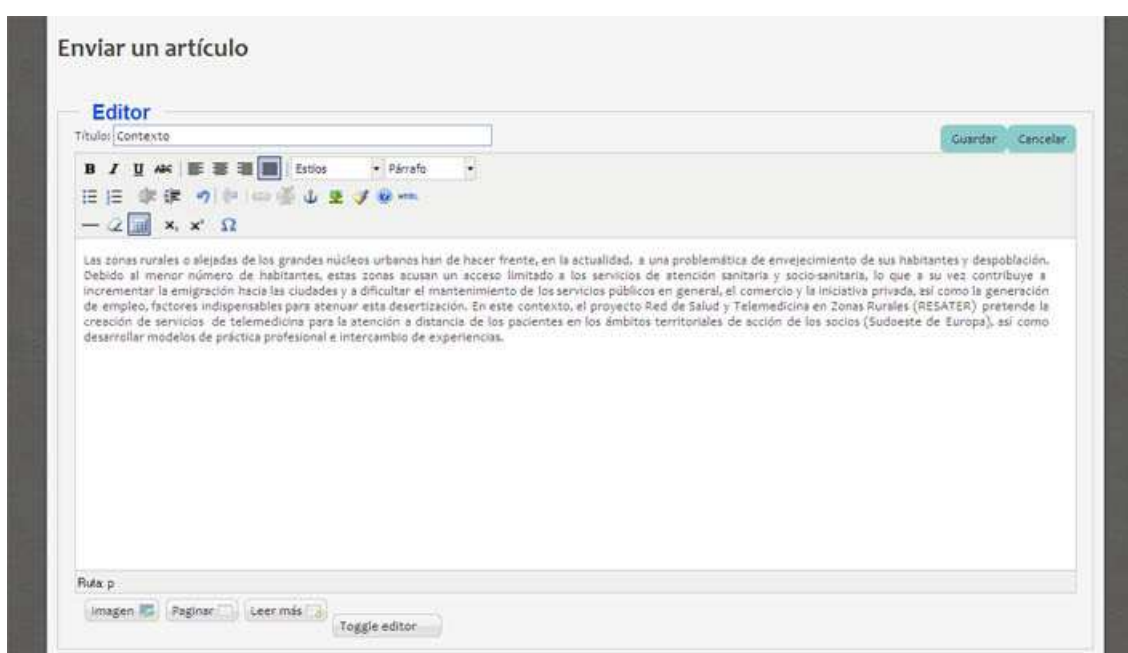 Enviar un artículo
Editor
Título: Contexto
Guardar Cancelar
B I U ABC Estilos Párrafo
HTML
x, x² Ω
Las zonas rurales o alejadas de los grandes núcleos urbanos han de hacer frente, en la actualidad, a una problemática de envejecimiento de sus habitantes y despoblación.
Debido al menor número de habitantes, estas zonas acusan un acceso limitado a los servicios de atención sanitaria y socio-sanitaria, lo que a su vez contribuye a
incrementar la emigración hacia las ciudades y a dificultar el mantenimiento de los servicios públicos en general, el comercio y la iniciativa privada, así como la generación
de empleo, factores indispensables para atenuar esta desertización. En este contexto, el proyecto Red de Salud y Telemedicina en Zonas Rurales (RESATER) pretende la
creación de servicios de telemedicina para la atención a distancia de los pacientes en los ámbitos territoriales de acción de los socios (Sudoeste de Europa), así como
desarrollar modelos de práctica profesional e intercambio de experiencias.
Ruta: p
Imagen Paginar Leer más
Toggle editor